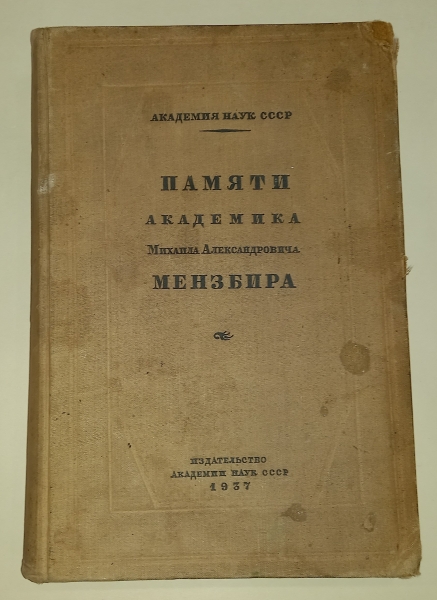 АКАДЕМИЯ НАУК СССР
ПАМЯТИ
АКАДЕМИКА
Михаила Александровича
МЕНЗБИРА
ИЗДАТЕЛЬСТВО
АКАДЕМИИ НАУК СССР
1937